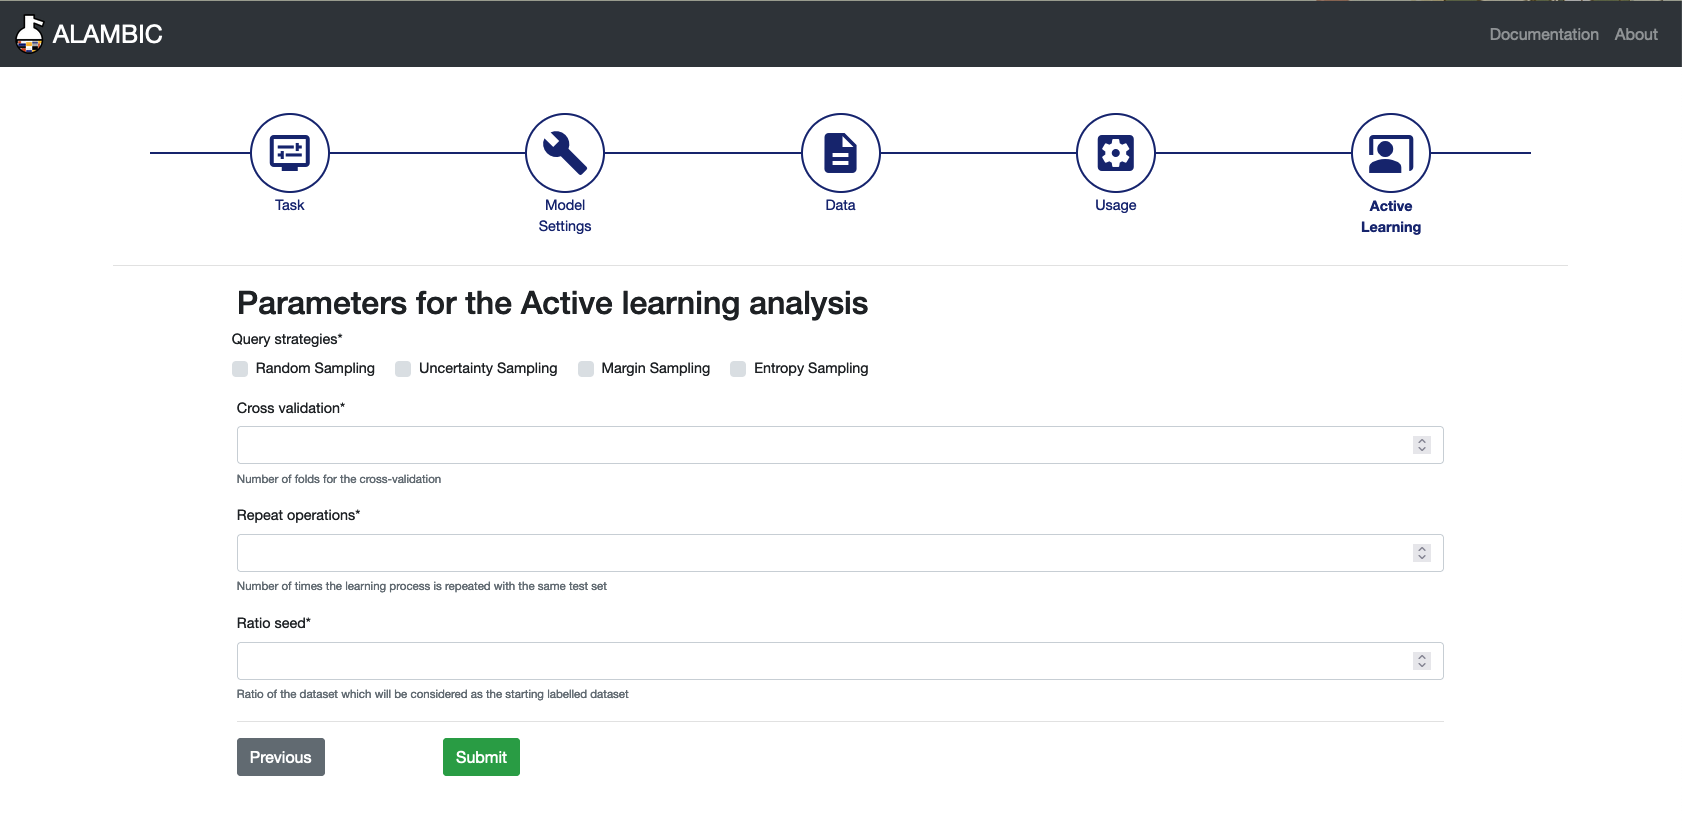 ALAMBIC
Documentation About
Task
Model
Settings
Data
Usage
Active
Learning
Parameters for the Active learning analysis
Query strategies*
Random Sampling Uncertainty Sampling Margin Sampling Entropy Sampling
Cross validation*
Number of folds for the cross-validation
Repeat operations*
Number of times the learning process is repeated with the same test set
Ratio seed*
Ratio of the dataset which will be considered as the starting labelled dataset
Previous Submit